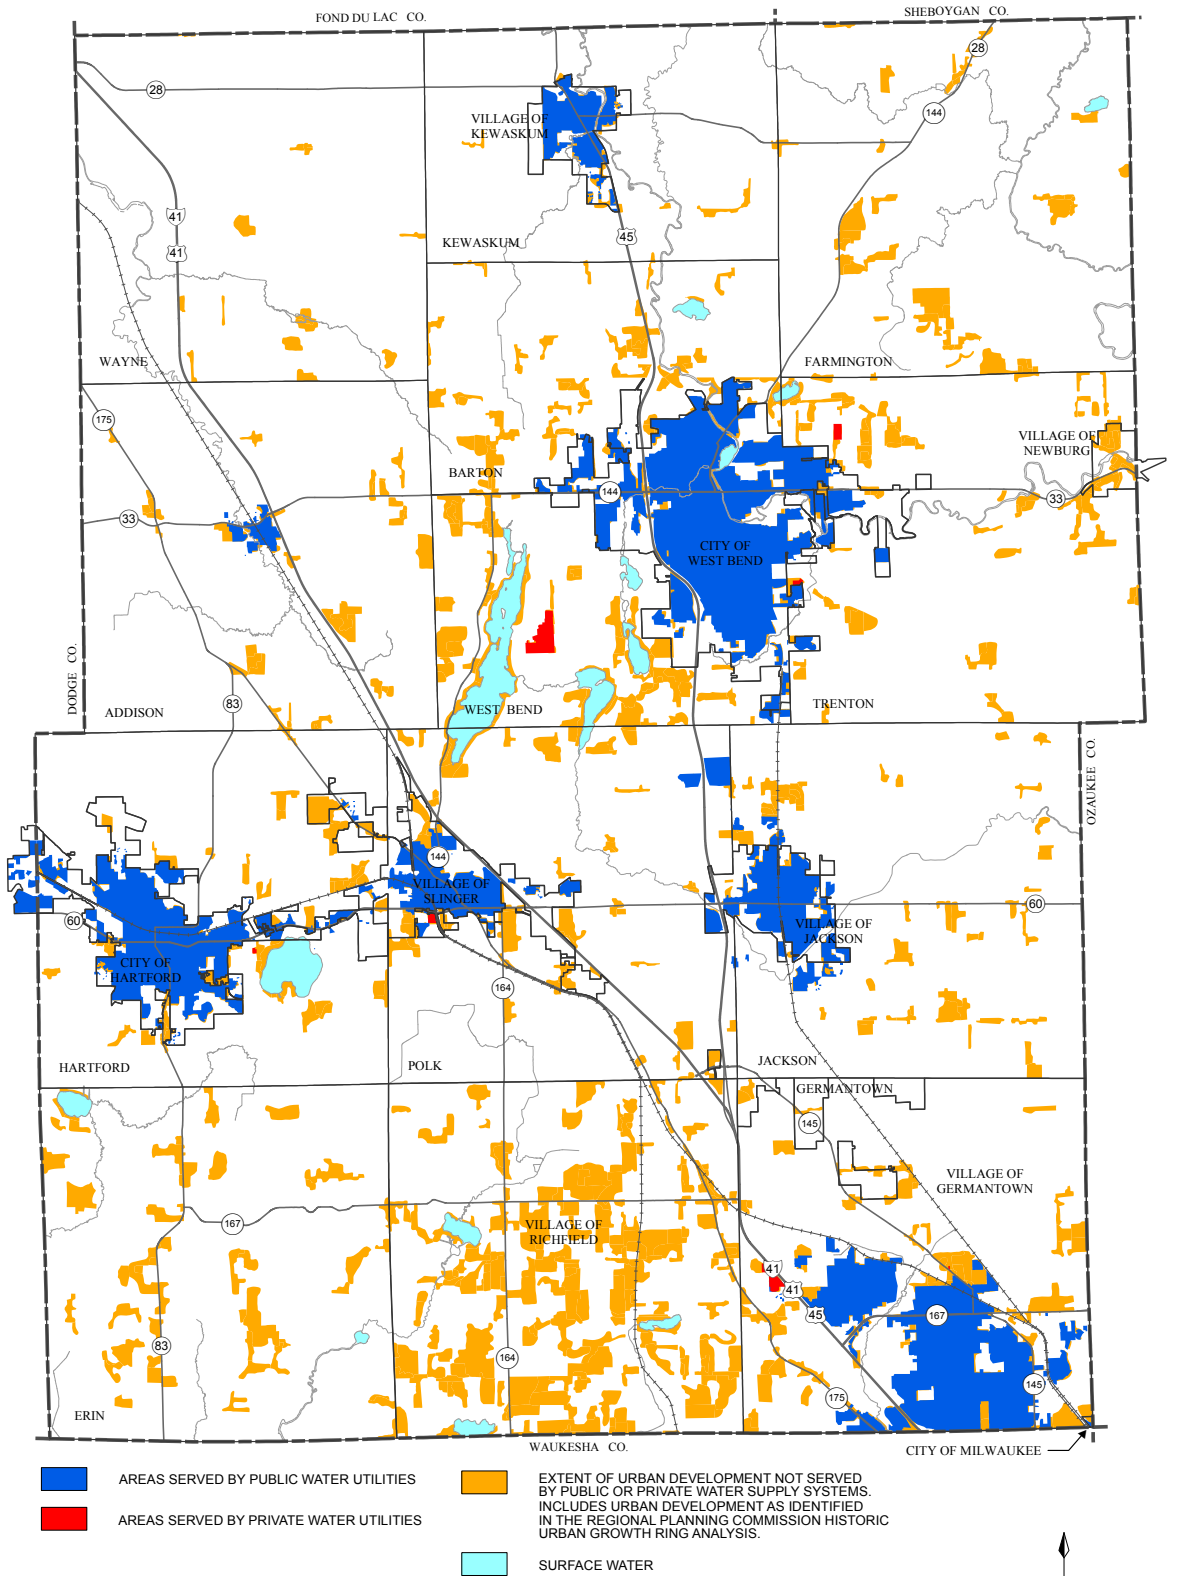 FOND DU LAC CO.
SHEBOYGAN CO.
28
28
144
VILLAGE OF
KEWASKUM
41
41
45
KEWASKUM
WAYNE
FARMINGTON
175
VILLAGE OF
NEWBURG
BARTON
144
33
33
CITY OF
WEST BEND
DODGE CO.
83
ADDISON
WEST BEND
TRENTON
OZAUKEE CO.
144
VILLAGE OF
SLINGER
60
60
VILLAGE OF
JACKSON
CITY OF
HARTFORD
164
HARTFORD
POLK
JACKSON
GERMANTOWN
145
VILLAGE OF
GERMANTOWN
167
VILLAGE OF
RICHFIELD
41
41
45
167
83
164
175
145
ERIN
WAUKESHA CO.
CITY OF MILWAUKEE
AREAS SERVED BY PUBLIC WATER UTILITIES
AREAS SERVED BY PRIVATE WATER UTILITIES
EXTENT OF URBAN DEVELOPMENT NOT SERVED
BY PUBLIC OR PRIVATE WATER SUPPLY SYSTEMS.
INCLUDES URBAN DEVELOPMENT AS IDENTIFIED
IN THE REGIONAL PLANNING COMMISSION HISTORIC
URBAN GROWTH RING ANALYSIS.
SURFACE WATER